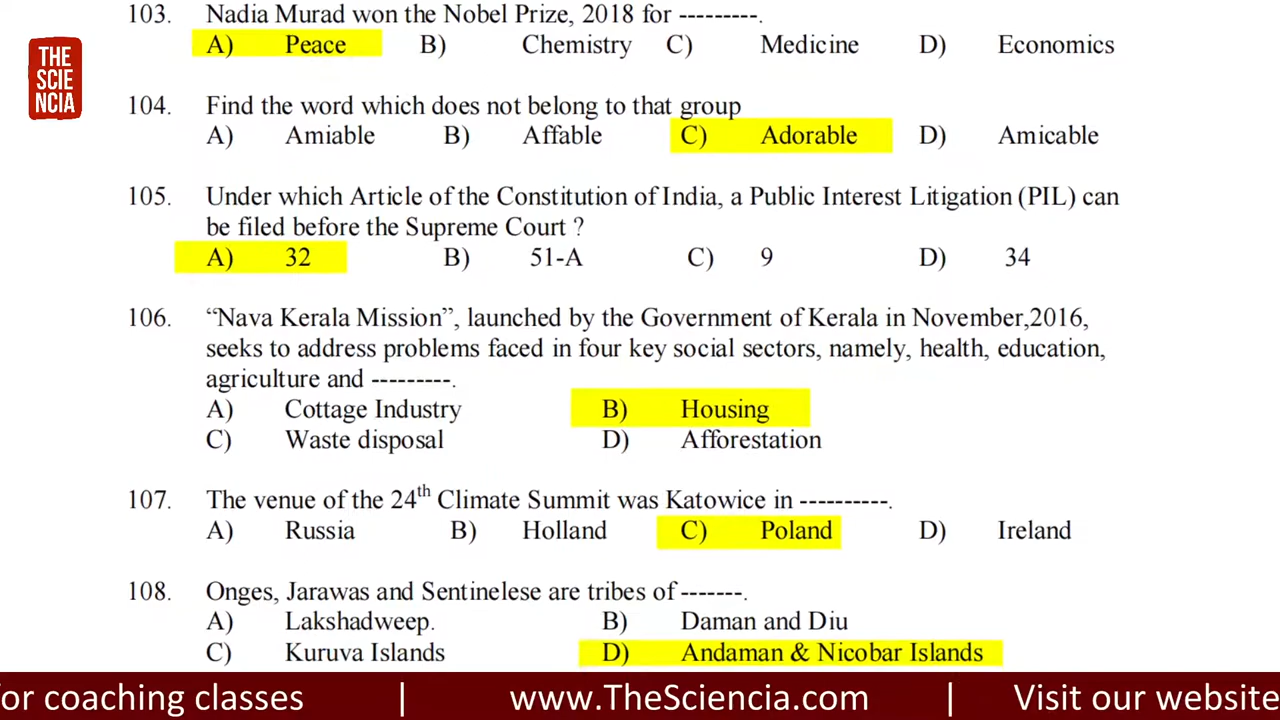 THE
SCIE
NCIA
103. Nadia Murad won the Nobel Prize, 2018 for ---------.
A) Peace B) Chemistry C) Medicine D) Economics
104. Find the word which does not belong to that group
A) Amiable B) Affable C) Adorable D) Amicable
105. Under which Article of the Constitution of India, a Public Interest Litigation (PIL) can
be filed before the Supreme Court ?
A) 32 B) 51-A C) 9 D) 34
106. “Nava Kerala Mission”, launched by the Government of Kerala in November,2016,
seeks to address problems faced in four key social sectors, namely, health, education,
agriculture and ---------.
A) Cottage Industry B) Housing
C) Waste disposal D) Afforestation
107. The venue of the 24th Climate Summit was Katowice in ----------.
A) Russia B) Holland C) Poland D) Ireland
108. Onges, Jarawas and Sentinelese are tribes of -------.
A) Lakshadweep. B) Daman and Diu
C) Kuruva Islands D) Andaman & Nicobar Islands
or coaching classes | www.TheSciencia.com | Visit our website